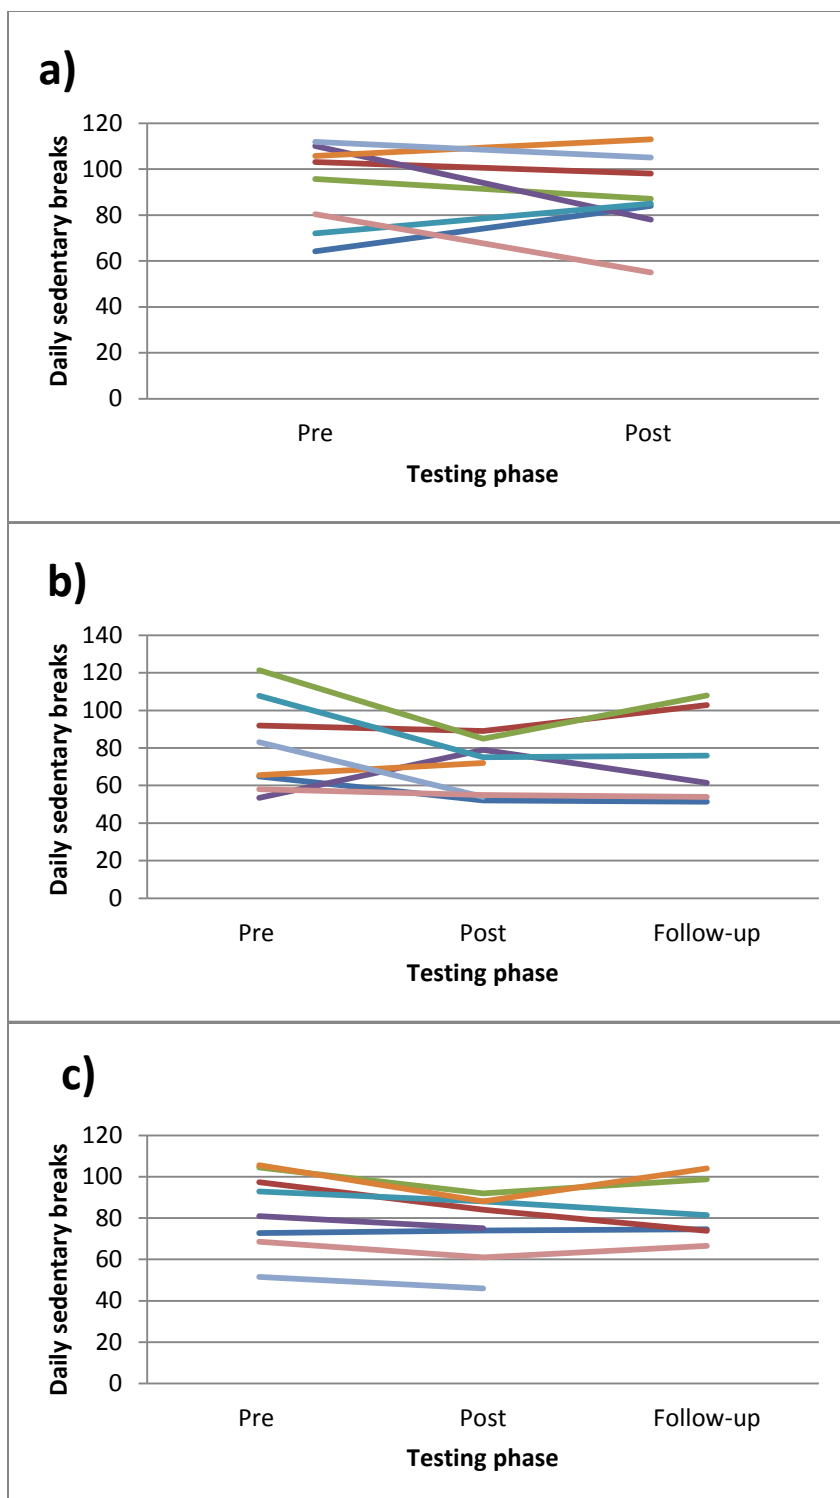 a)
Daily sedentary breaks
120
100
80
60
40
20
0
Pre Post
Testing phase
b)
Daily sedentary breaks
140
120
100
80
60
40
20
0
Pre Post Follow-up
Testing phase
c)
Daily sedentary breaks
120
100
80
60
40
20
0
Pre Post Follow-up
Testing phase